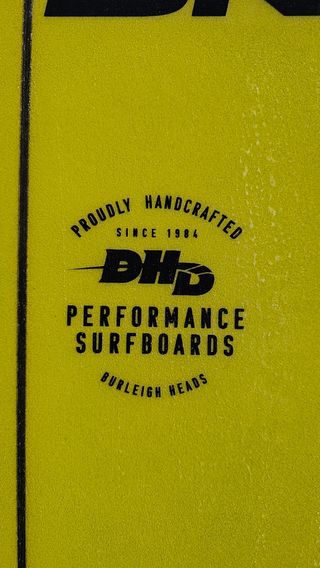 PROUDLY HANDCRAFTED
SINCE 1984
DHD
PERFORMANCE
SURFBOARDS
BURLEIGH HEADS